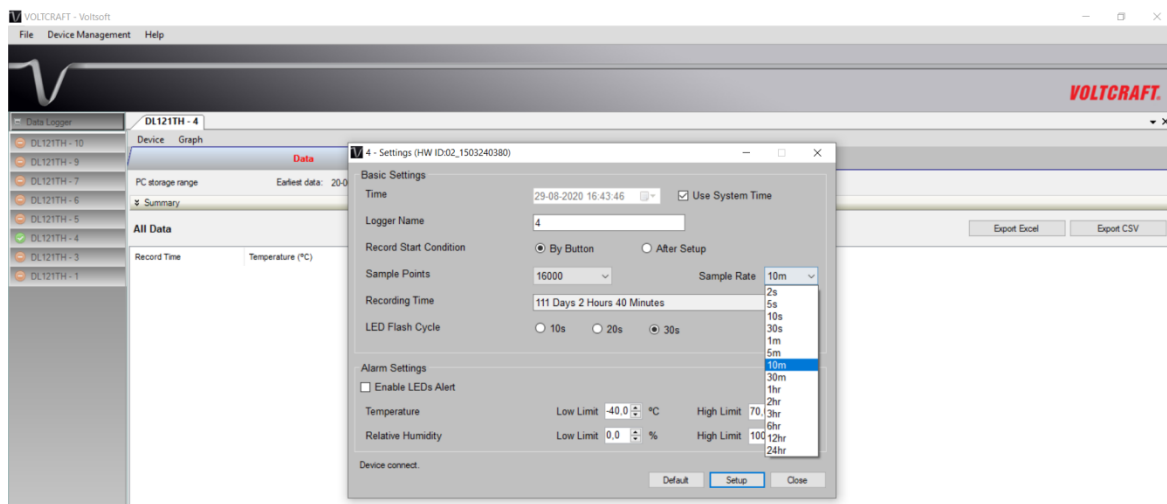 VOLTCRAFT - Voltsoft
File Device Management Help
VOLTCRAFT.
Data Logger
DL121TH - 10
DL121TH - 9
DL121TH - 7
DL121TH - 6
DL121TH - 5
DL121TH - 4
DL121TH - 3
DL121TH - 1
DL121TH - 4
Device Graph
Data
PC storage range Earliest data: 20-0
Summary
All Data
Export Excel Export CSV
Record Time Temperature (ºC)
4 - Settings (HW ID:02_1503240380)
Basic Settings
Time 29-08-2020 16:43:46 Use System Time
Logger Name 4
Record Start Condition By Button After Setup
Sample Points 16000 Sample Rate 10m
Recording Time 111 Days 2 Hours 40 Minutes
LED Flash Cycle 10s 20s 30s
2s
5s
10s
30s
1m
5m
10m
30m
1hr
2hr
3hr
6hr
12hr
24hr
Alarm Settings
Enable LEDs Alert
Temperature Low Limit -40,0 ºC High Limit 70,
Relative Humidity Low Limit 0,0 % High Limit 100
Device connect.
Default Setup Close